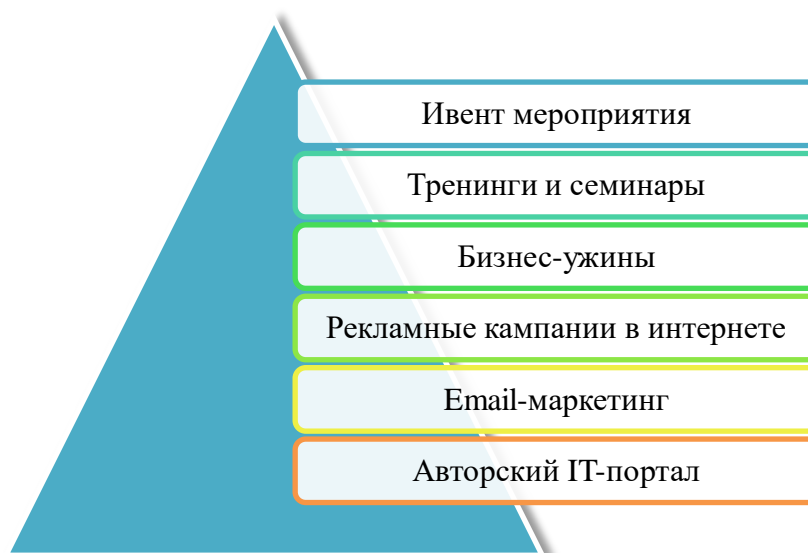 Ивент мероприятия
Тренинги и семинары
Бизнес-ужины
Рекламные кампании в интернете
Email-маркетинг
Авторский IT-портал